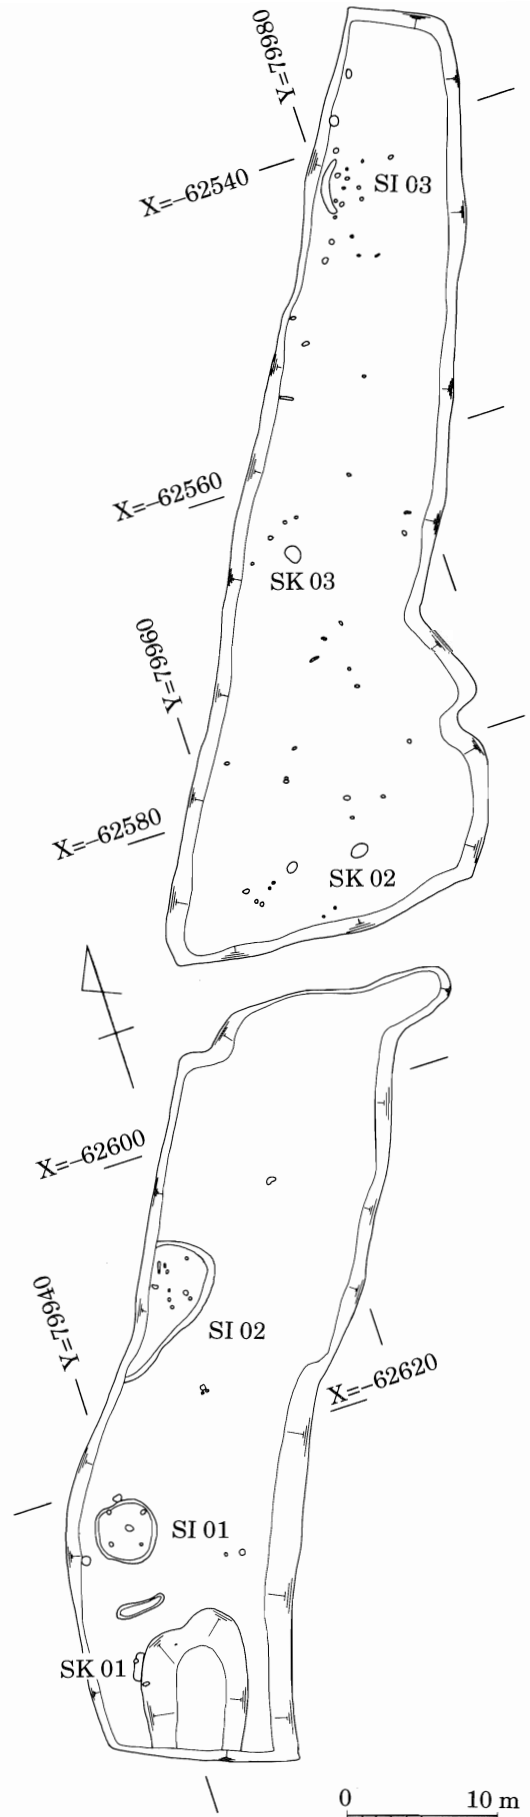 Y=79980
X=-62540
SI 03
X=-62560
SK 03
Y=79960
X=-62580
SK 02
X=-62600
Y=79940
SI 02
X=-62620
SI 01
SK 01
0 10 m